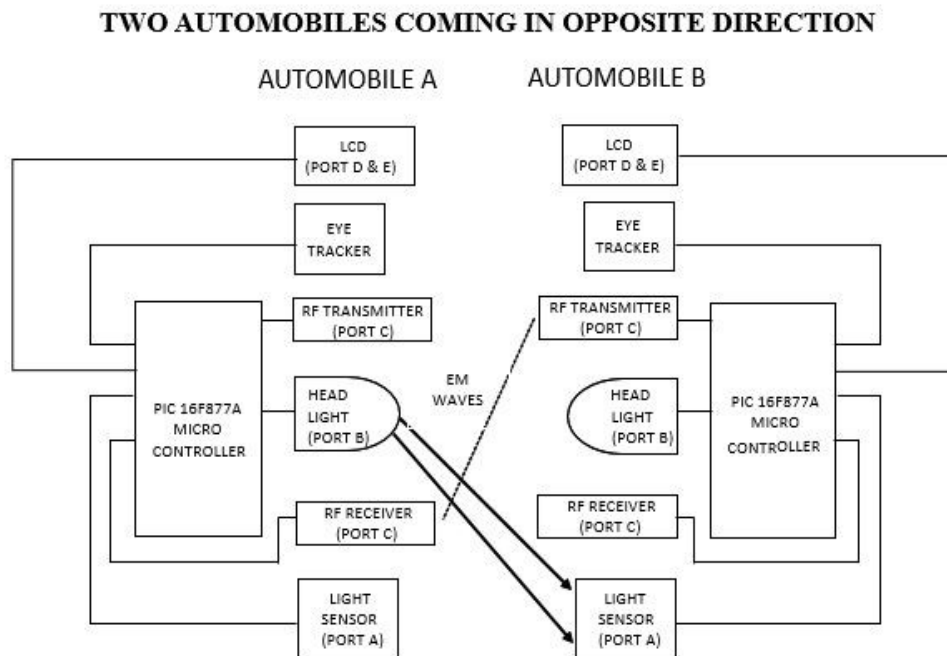 TWO AUTOMOBILES COMING IN OPPOSITE DIRECTION
AUTOMOBILE A
AUTOMOBILE B
LCD
(PORT D & E)
LCD
(PORT D & E)
EYE
TRACKER
EYE
TRACKER
RF TRANSMITTER
(PORT C)
RF TRANSMITTER
(PORT C)
PIC 16F877A
MICRO
CONTROLLER
HEAD
LIGHT
(PORT B)
EM
WAVES
HEAD
LIGHT
(PORT B)
PIC 16F877A
MICRO
CONTROLLER
RF RECEIVER
(PORT C)
RF RECEIVER
(PORT C)
LIGHT
SENSOR
(PORT A)
LIGHT
SENSOR
(PORT A)